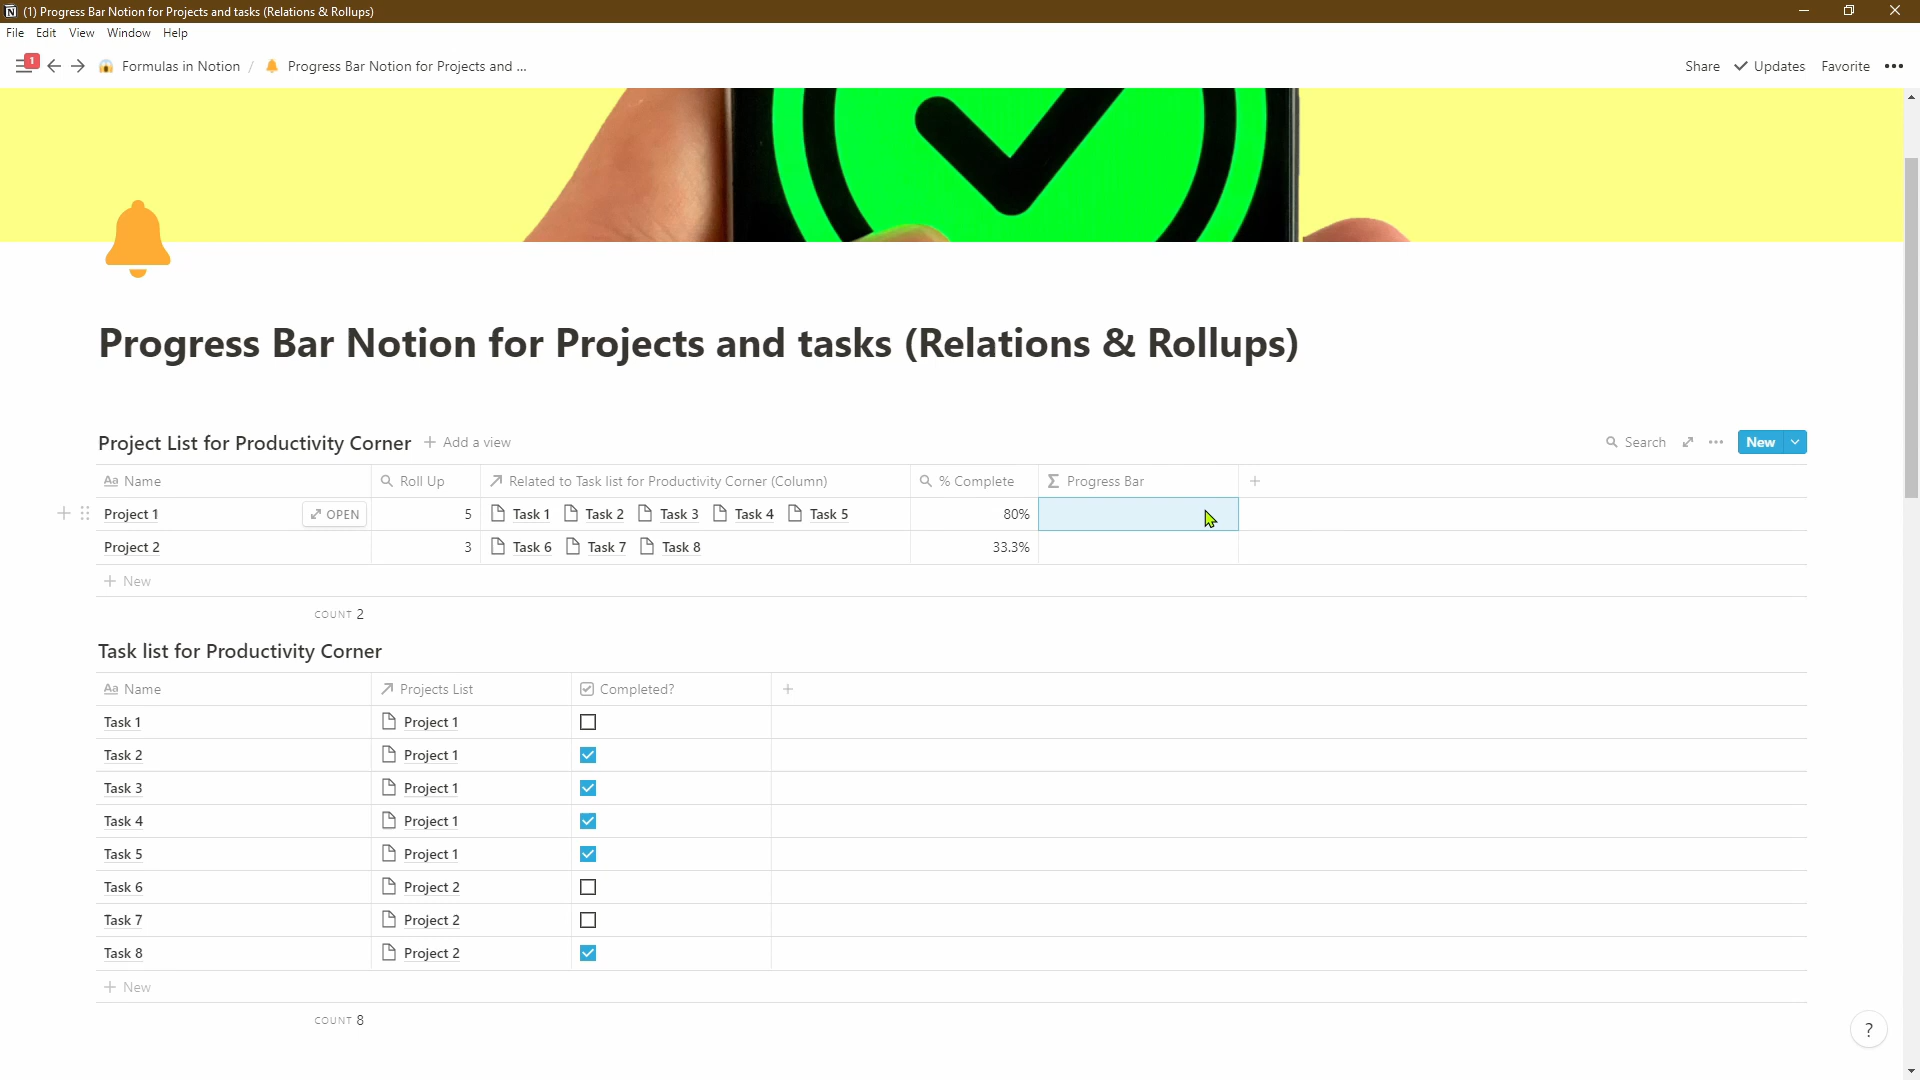 (1) Progress Bar Notion for Projects and tasks (Relations & Rollups)
File Edit View Window Help
1 Formulas in Notion / Progress Bar Notion for Projects and ... Share Updates Favorite
Progress Bar Notion for Projects and tasks (Relations & Rollups)
Project List for Productivity Corner + Add a view Search New
Aa Name Roll Up Related to Task list for Productivity Corner (Column) % Complete Σ Progress Bar +
Project 1 OPEN 5 Task 1 Task 2 Task 3 Task 4 Task 5 80%
Project 2 3 Task 6 Task 7 Task 8 33.3%
+ New
COUNT 2
Task list for Productivity Corner
Aa Name Projects List Completed? +
Task 1 Project 1
Task 2 Project 1
Task 3 Project 1
Task 4 Project 1
Task 5 Project 1
Task 6 Project 2
Task 7 Project 2
Task 8 Project 2
+ New
COUNT 8
?